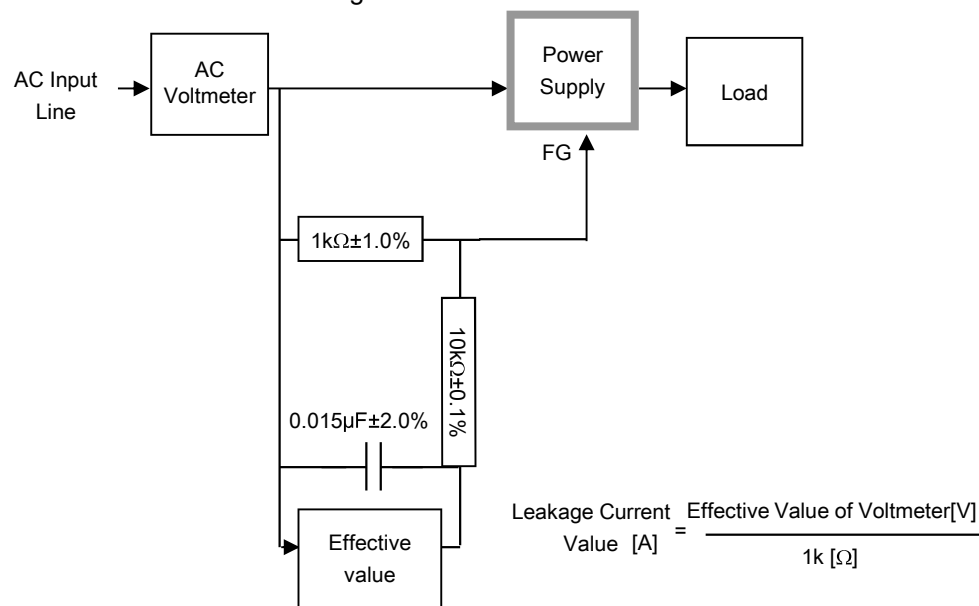 AC Input
Line
AC
Voltmeter
Power
Supply
Load
FG
1kΩ±1.0%
10kΩ±0.1%
0.015µF±2.0%
Effective
value
Leakage Current
Value [A]
=
Effective Value of Voltmeter[V]
1k [Ω]